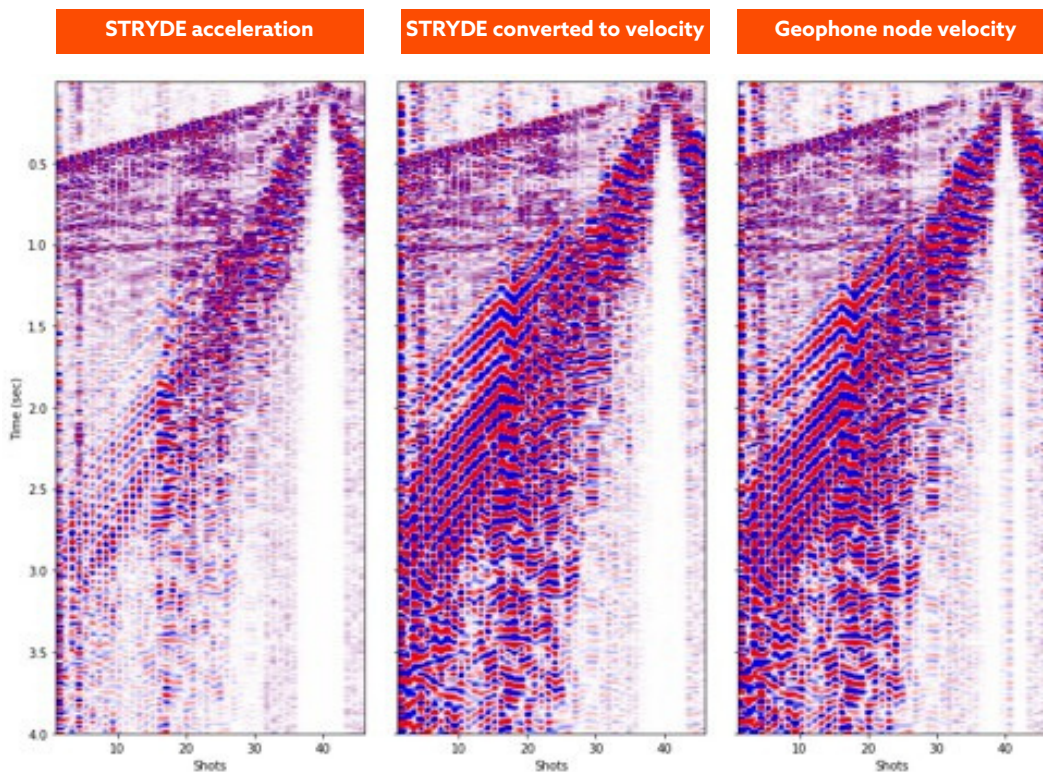 STRYDE acceleration
STRYDE converted to velocity
Geophone node velocity
Time (sec)
0.5
1.0
1.5
2.0
2.5
3.0
3.5
4.0
10 20 30 40
Shots
10 20 30 40
Shots
10 20 30 40
Shots